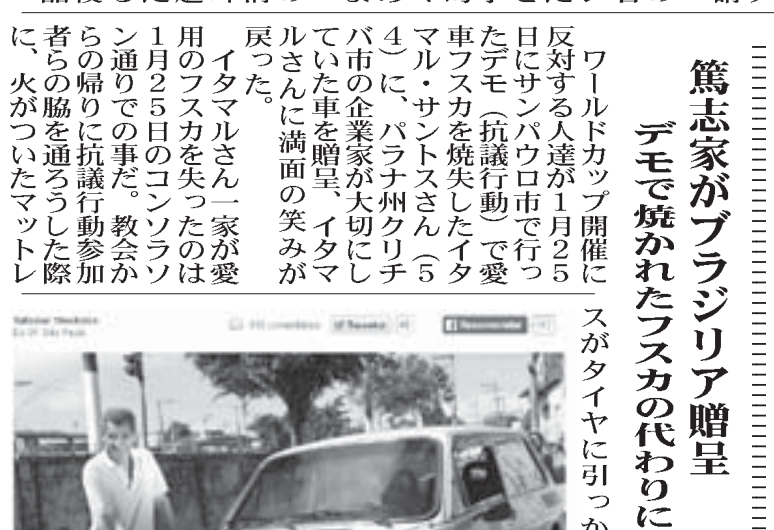 篤志家がブラジリア贈呈
デモで焼かれたフスカの代わりに
ワールドカップ開催に
反対する人達が1月25
日にサンパウロ市で行っ
たデモ(抗議行動)で愛
車フスカを焼失したイタ
マル・サントスさん(5
4)に、パラナ州クリチ
バ市の企業家が大切にし
ていた車を贈呈、イタマ
ルさんに満面の笑みが
戻った。
イタマルさん一家が愛
用のフスカを失ったのは
1月25日のコンソラソ
ン通りでの事だ。教会か
らの帰りに抗議行動参加
者らの脇を通ろうした際
に、火がついたマットレ
スがタイヤに引っか